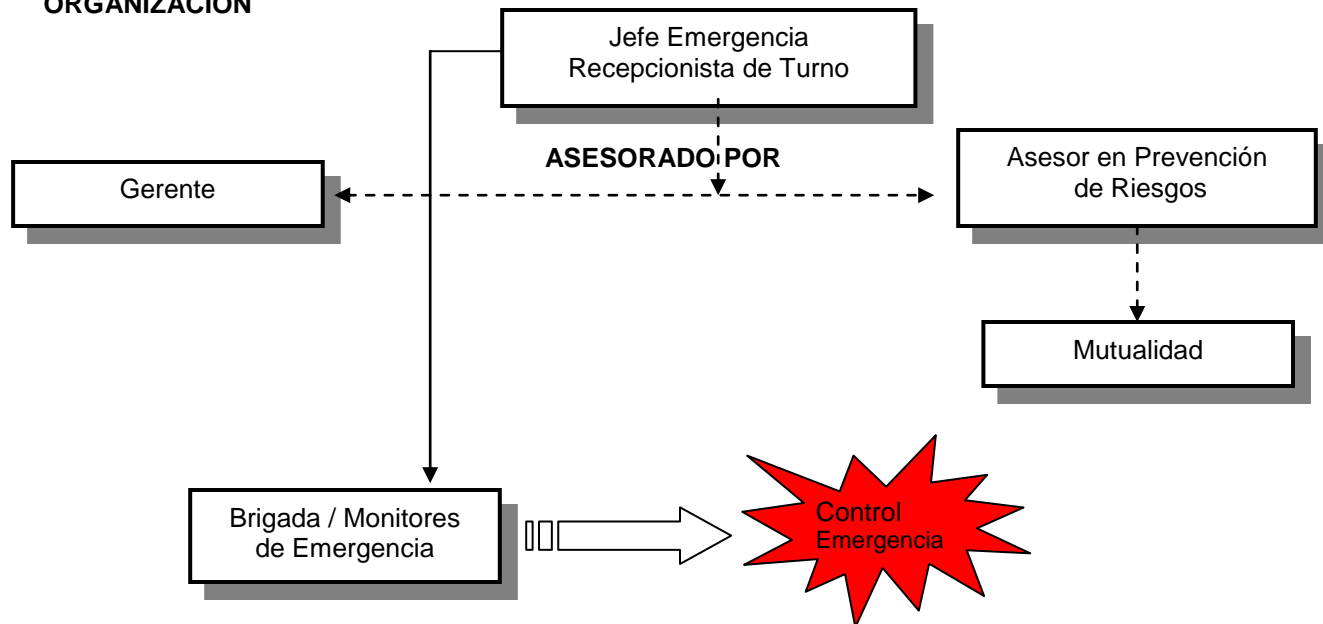 ORGANIZACIÓN
Jefe Emergencia
Recepcionista de Turno
ASESORADO POR
Gerente
Asesor en Prevención
de Riesgos
Mutualidad
Brigada / Monitores
de Emergencia
Control
Emergencia